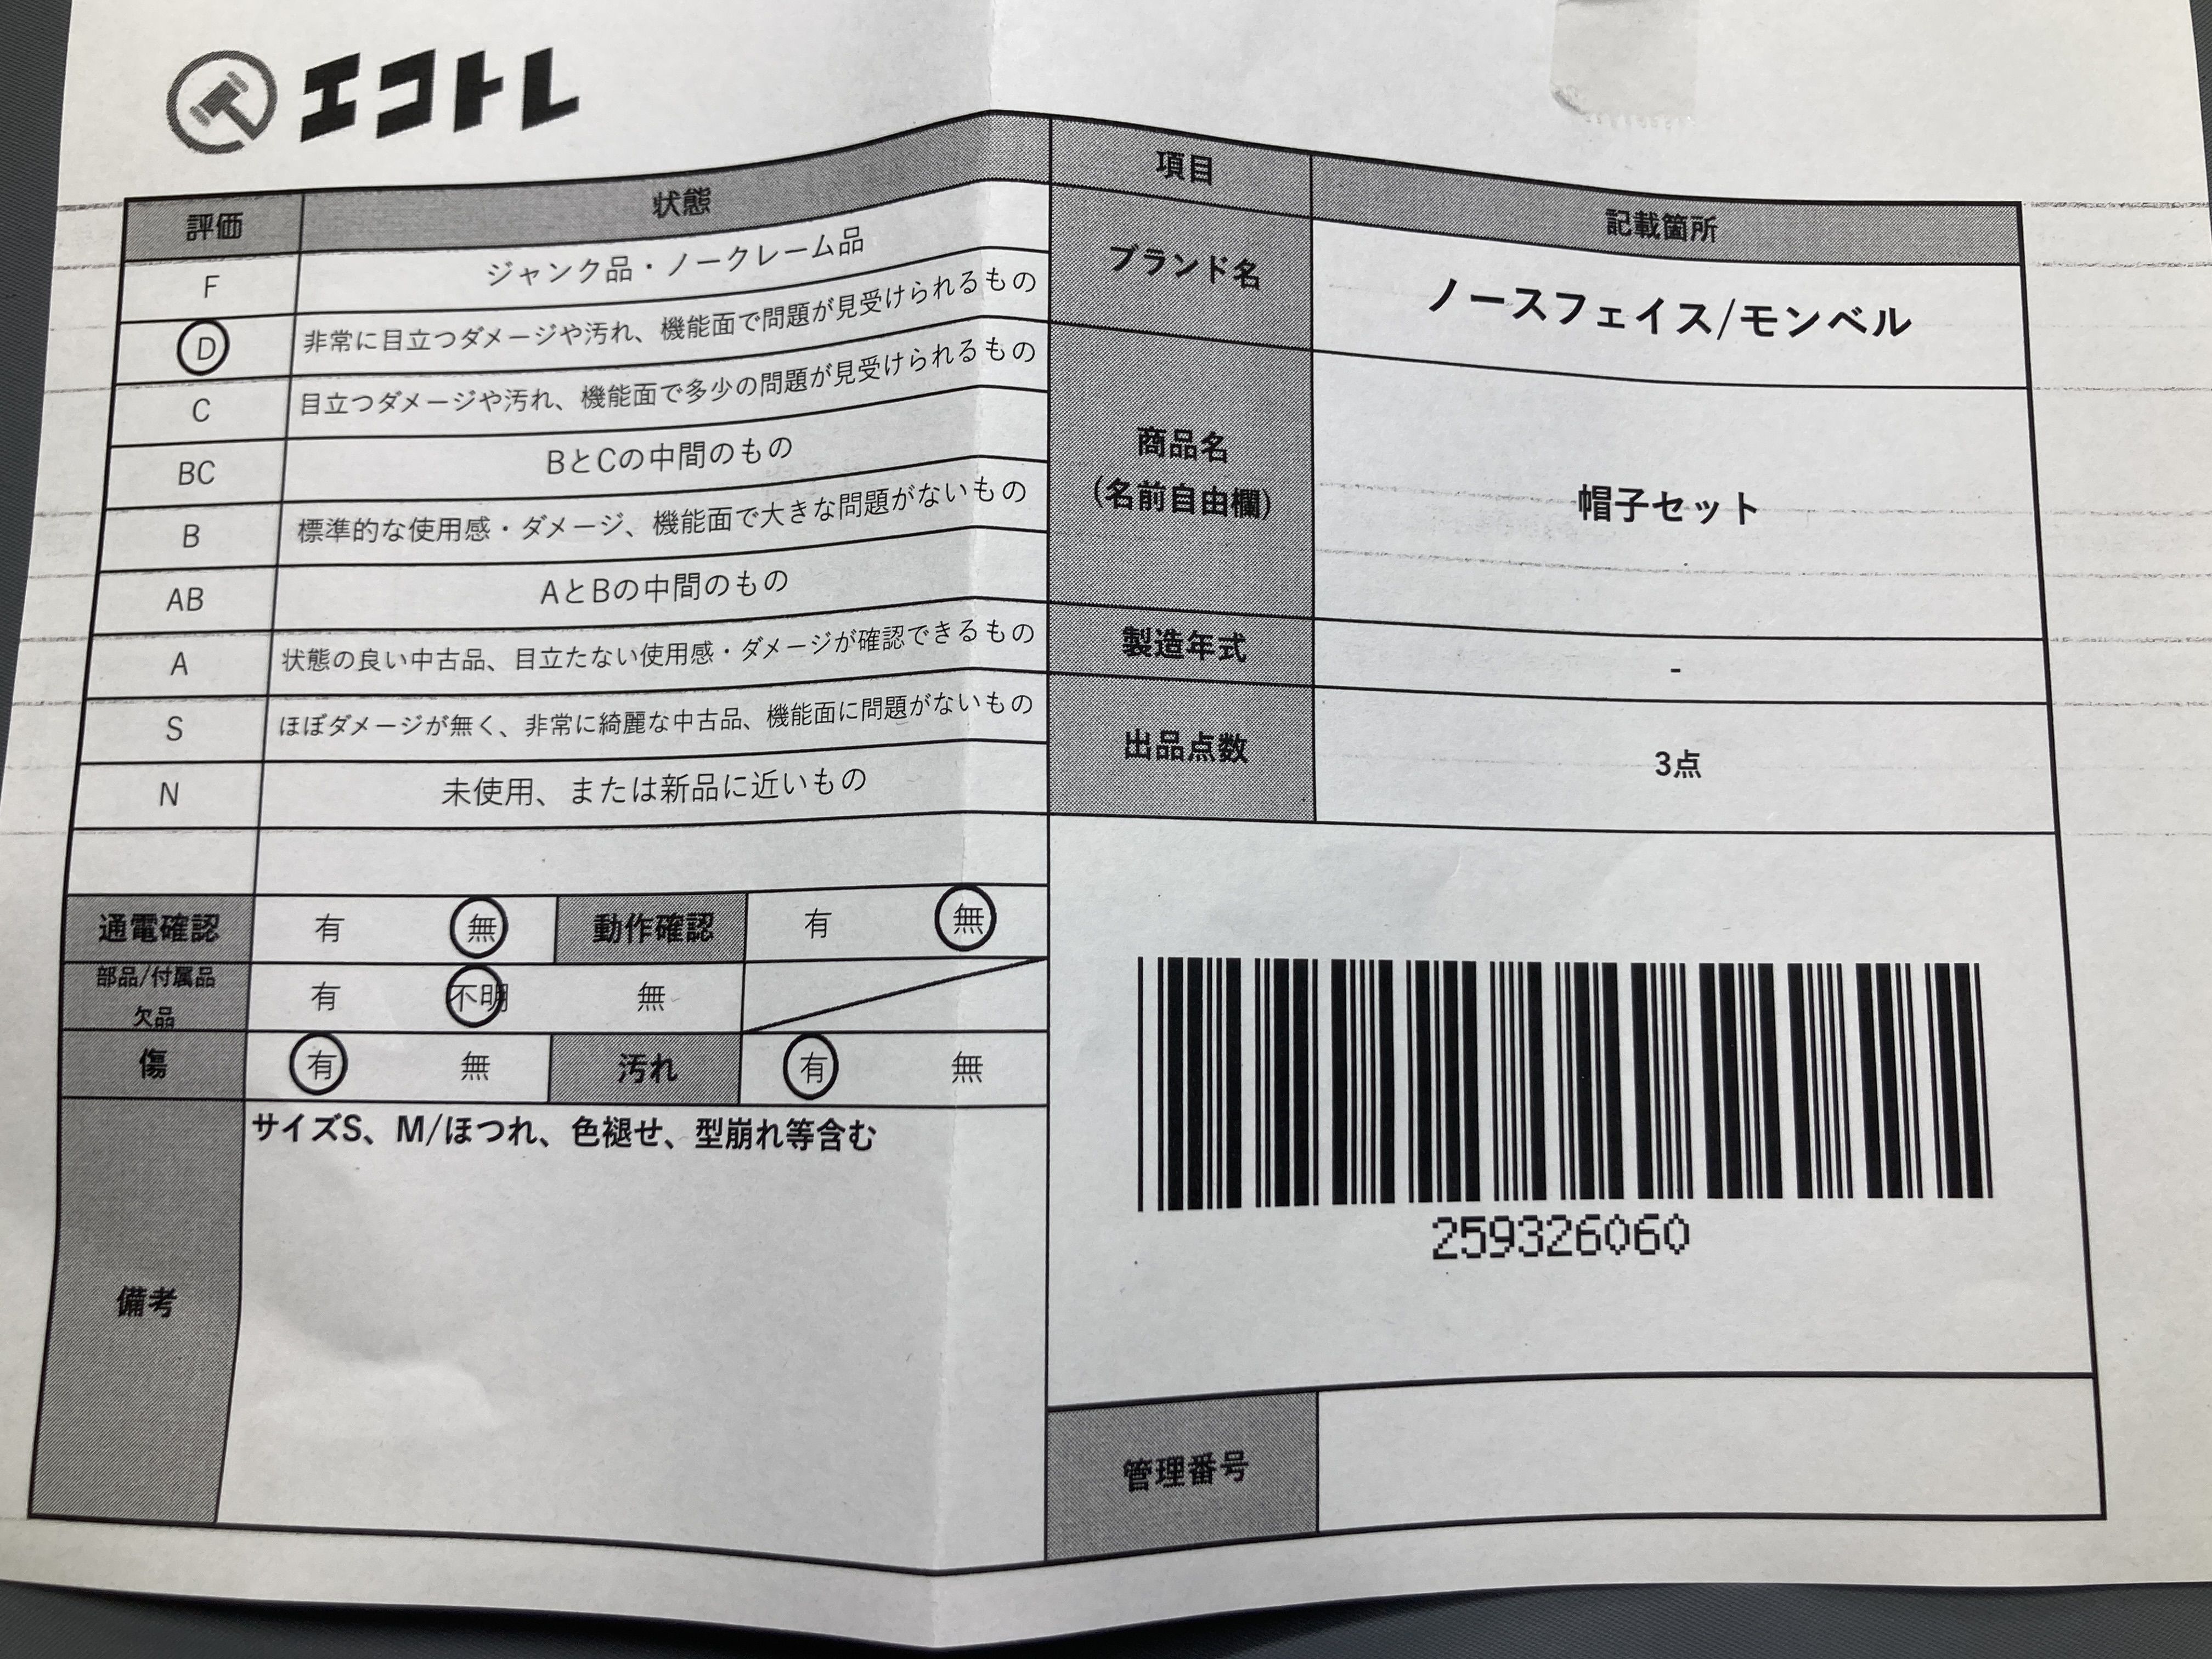 エコトレ
評価 状態
F ジャンク品・ノークレーム品
D 非常に目立つダメージや汚れ、機能面で問題が見受けられるもの
C 目立つダメージや汚れ、機能面で多少の問題が見受けられるもの
BC BとCの中間のもの
B 標準的な使用感・ダメージ、機能面で大きな問題がないもの
AB AとBの中間のもの
A 状態の良い中古品、目立たない使用感・ダメージが確認できるもの
S ほぼダメージが無く、非常に綺麗な中古品、機能面に問題がないもの
N 未使用、または新品に近いもの
通電確認 有 無 動作確認 有 無
部品/付属品
欠品 有 不明 無
傷 有 無 汚れ 有 無
備考 サイズS、M/ほつれ、色褪せ、型崩れ等含む
項目 記載箇所
ブランド名 ノースフェイス/モンベル
商品名
(名前自由欄) 帽子セット
製造年式 -
出品点数 3点
259326060
管理番号